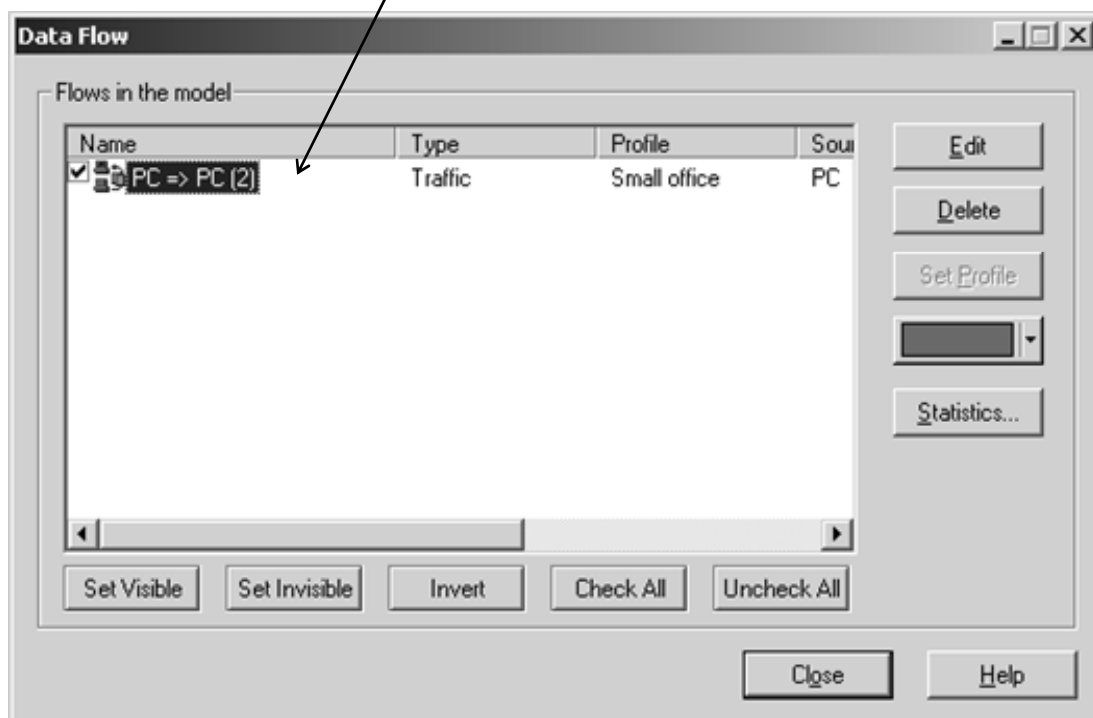 Data Flow
Flows in the model
Name Type Profile Sour
PC => PC (2) Traffic Small office PC
Edit
Delete
Set Profile
Statistics...
Set Visible Set Invisible Invert Check All Uncheck All
Close Help